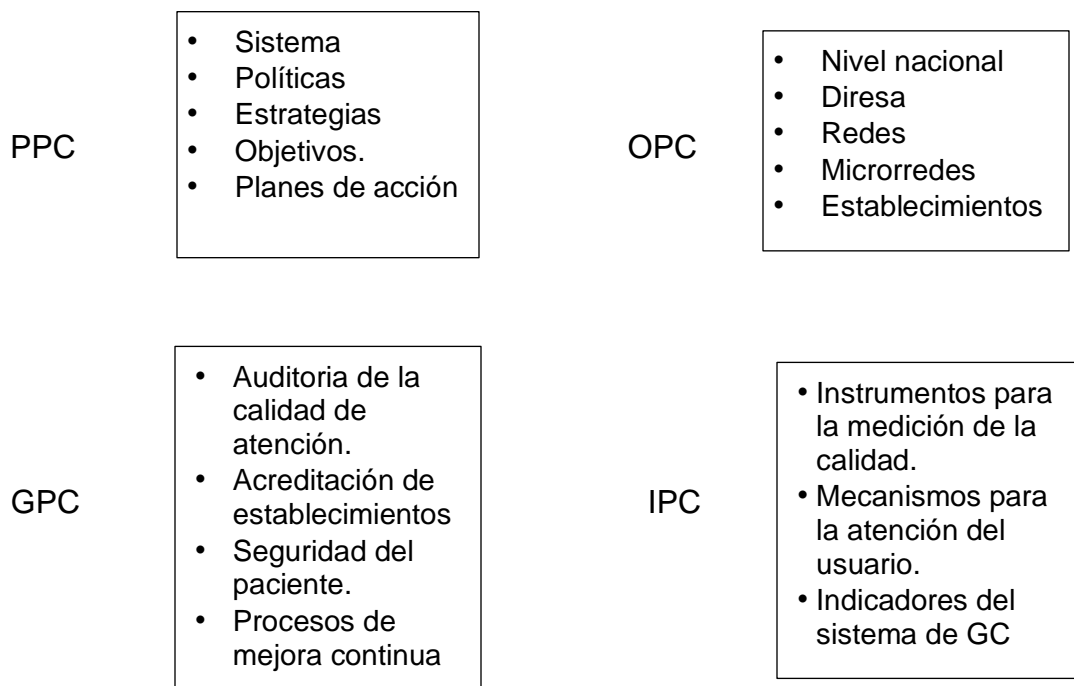 PPC
• Sistema
• Políticas
• Estrategias
• Objetivos.
• Planes de acción
OPC
• Nivel nacional
• Diresa
• Redes
• Microrredes
• Establecimientos
GPC
• Auditoria de la
calidad de
atención.
• Acreditación de
establecimientos
• Seguridad del
paciente.
• Procesos de
mejora continua
IPC
• Instrumentos para
la medición de la
calidad.
• Mecanismos para
la atención del
usuario.
• Indicadores del
sistema de GC